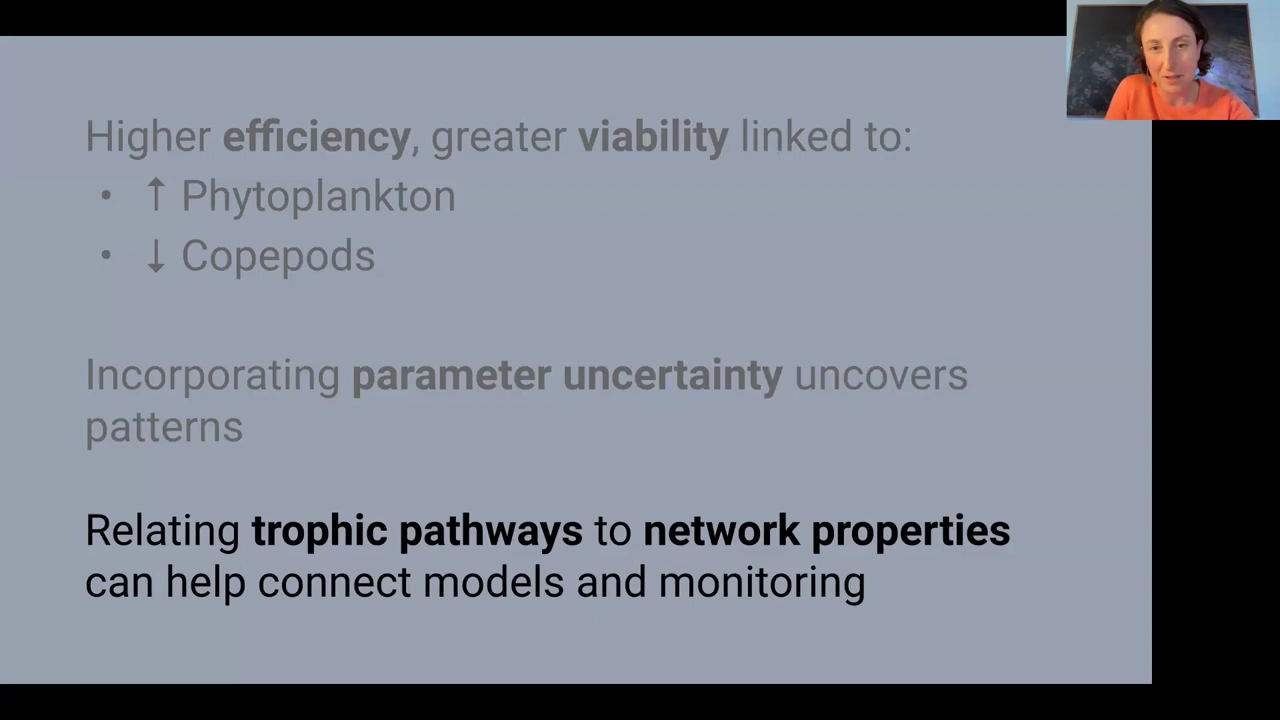 Higher efficiency, greater viability linked to:
• ↑ Phytoplankton
• ↓ Copepods
Incorporating parameter uncertainty uncovers
patterns
Relating trophic pathways to network properties
can help connect models and monitoring